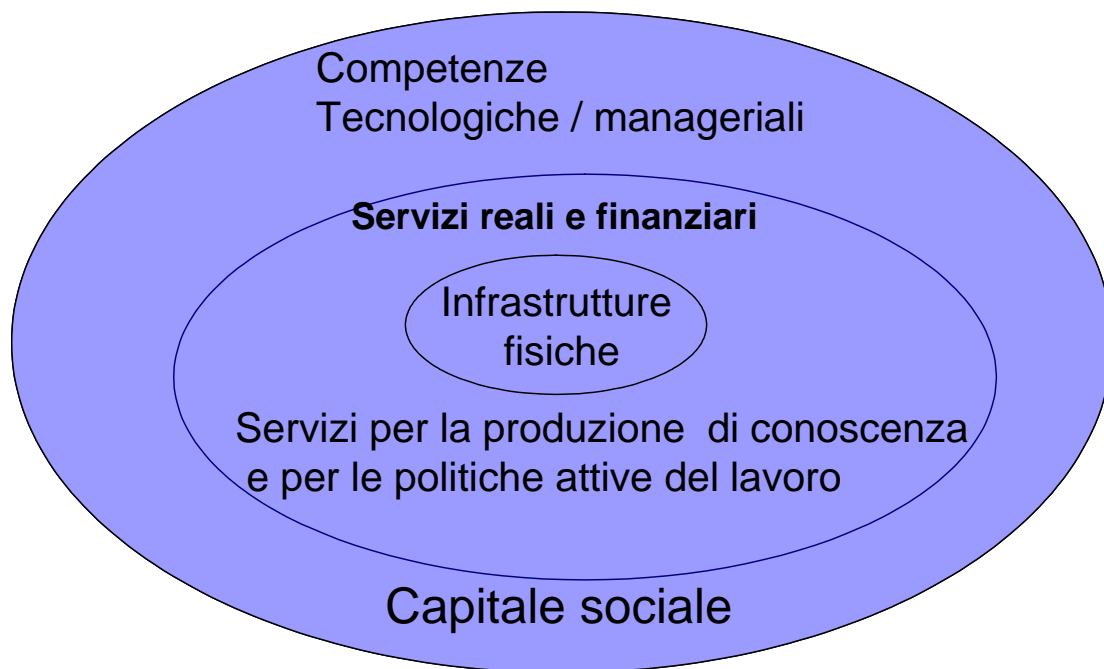 Competenze
Tecnologiche / manageriali
Servizi reali e finanziari
Infrastrutture
fisiche
Servizi per la produzione  di conoscenza
e per le politiche attive del lavoro
Capitale sociale